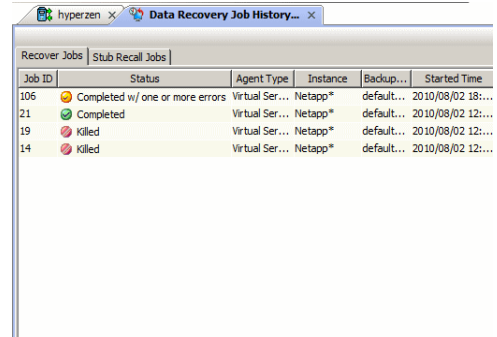 hyperzen x Data Recovery Job History... x
Recover Jobs Stub Recall Jobs
Job ID Status Agent Type Instance Backup... Started Time
106 Completed w/ one or more errors Virtual Ser... Netapp* default... 2010/08/02 18:...
21 Completed Virtual Ser... Netapp* default... 2010/08/02 12:...
19 Killed Virtual Ser... Netapp* default... 2010/08/02 12:...
14 Killed Virtual Ser... Netapp* default... 2010/08/02 12:...